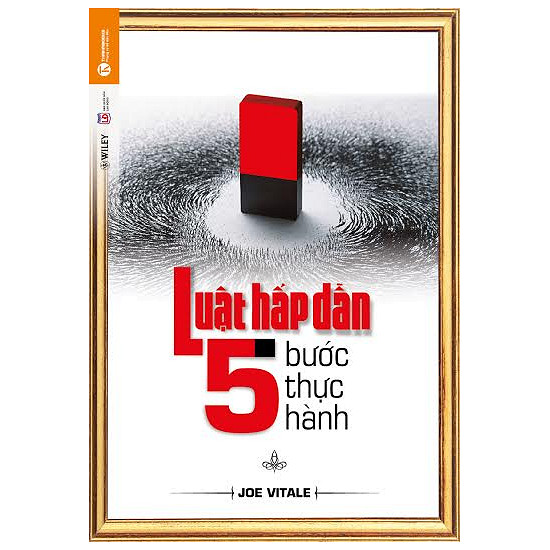 WILEY
Luật hấp dẫn
5 bước
thực
hành
JOE VITALE